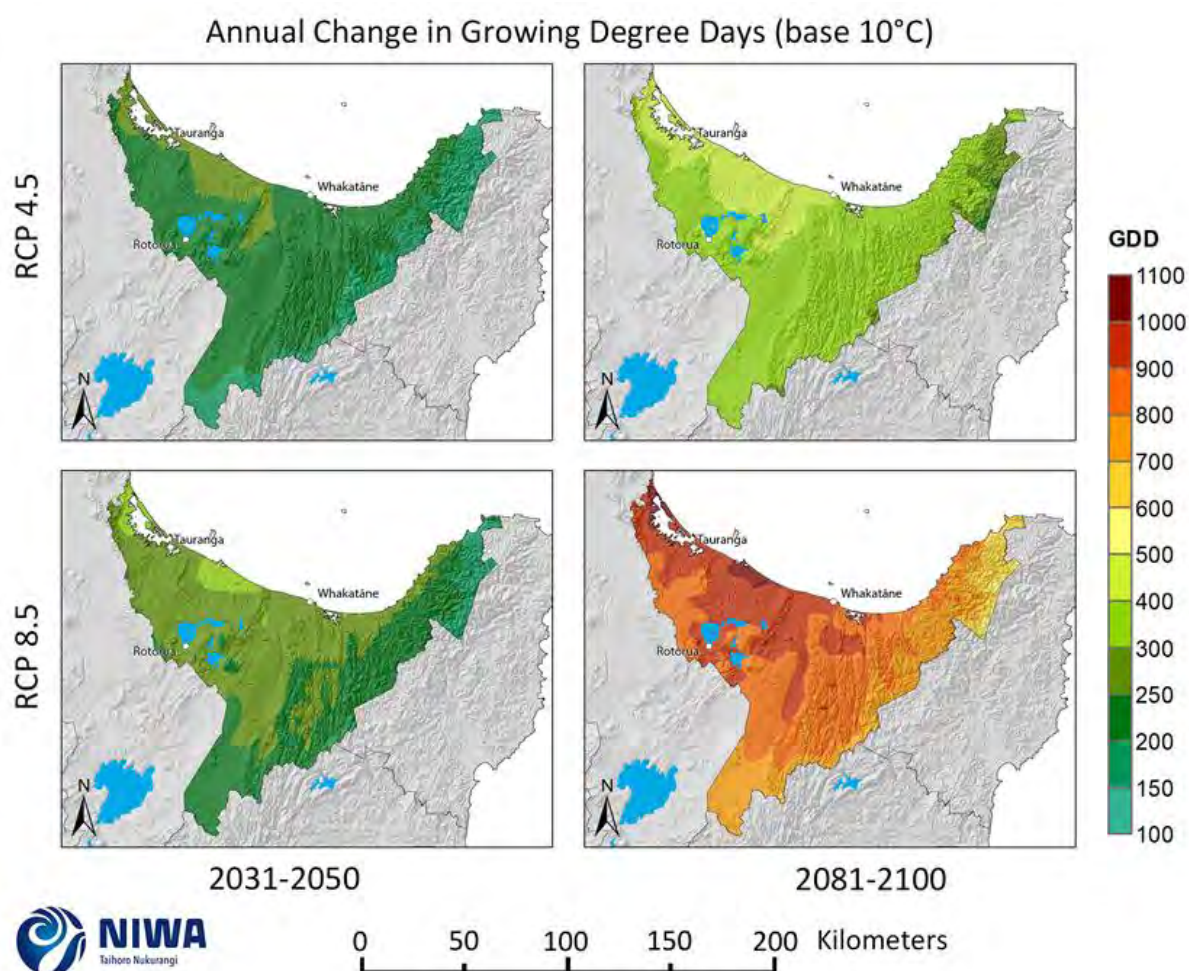 Annual Change in Growing Degree Days (base 10°C)
RCP 4.5
Tauranga
Whakatāne
Rotorua
N
Tauranga
Whakatāne
Rotorua
N
RCP 8.5
Tauranga
Whakatāne
Rotorua
N
Tauranga
Whakatāne
Rotorua
N
GDD
1100
1000
900
800
700
600
500
400
300
250
200
150
100
2031-2050
2081-2100
NIWA
Taihoro Nukurangi
0 50 100 150 200 Kilometers